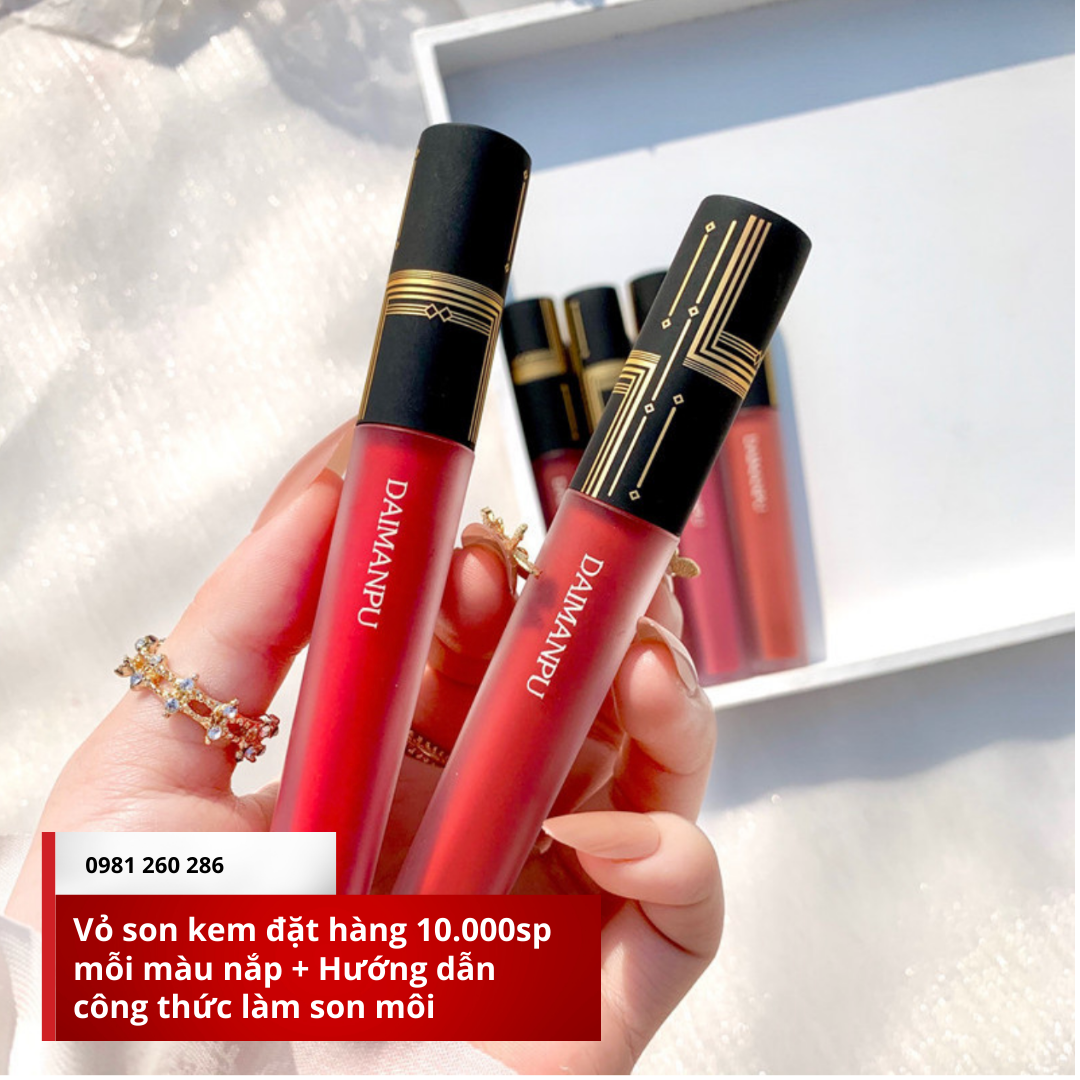 DAIMANPU
DAIMANPU
DAIMANPU
0981 260 286
Vỏ son kem đặt hàng 10.000sp
mỗi màu nắp + Hướng dẫn
công thức làm son môi